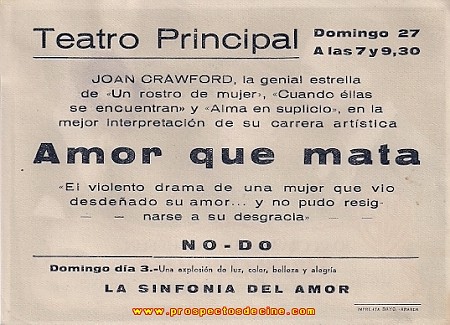 Teatro Principal
Domingo 27
A las 7 y 9,30
JOAN CRAWFORD, la genial estrella
de «Un rostro de mujer», «Cuando éllas
se encuentran» y «Alma en suplicio», en la
mejor interpretación de su carrera artística
Amor que mata
«El violento drama de una mujer que vio
desdeñado su amor... y no pudo resig-
narse a su desgracia»
NO-DO
Domingo día 3.-Una explosión de luz, color, belleza y alegría
LA SINFONIA DEL AMOR
www.prospectosdecine.com
IMPRENTA